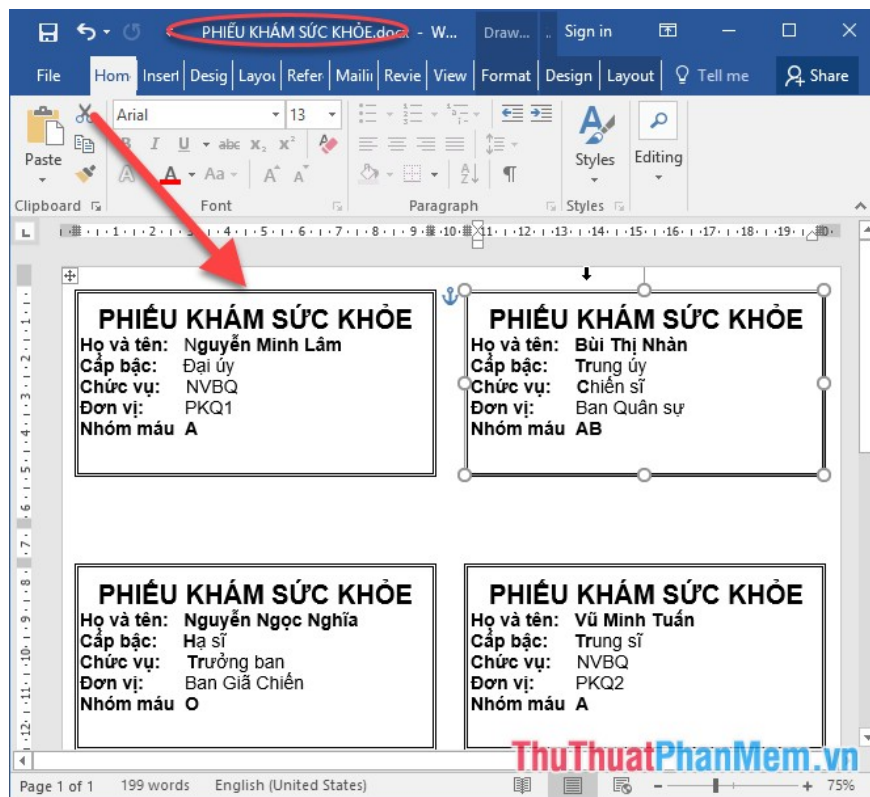 PHIẾU KHÁM SỨC KHỎE.docx - W...
Draw...
..
Sign in
File
Hom
Insert
Desig
Layou
Refer
Mailin
Revie
View
Format
Design
Layout
Tell me
Share
Paste
Arial
13
B I U abc X₂ X²
A A Aa A A
Styles
Editing
Clipboard
Font
Paragraph
Styles
PHIẾU KHÁM SỨC KHỎE
Họ và tên: Nguyễn Minh Lâm
Cấp bậc: Đại úy
Chức vụ: NVBQ
Đơn vị: PKQ1
Nhóm máu A
PHIẾU KHÁM SỨC KHỎE
Họ và tên: Bùi Thị Nhàn
Cấp bậc: Trung úy
Chức vụ: Chiến sĩ
Đơn vị: Ban Quân sự
Nhóm máu AB
PHIẾU KHÁM SỨC KHỎE
Họ và tên: Nguyễn Ngọc Nghĩa
Cấp bậc: Hạ sĩ
Chức vụ: Trưởng ban
Đơn vị: Ban Giã Chiến
Nhóm máu O
PHIẾU KHÁM SỨC KHỎE
Họ và tên: Vũ Minh Tuấn
Cấp bậc: Trung sĩ
Chức vụ: NVBQ
Đơn vị: PKQ2
Nhóm máu A
ThuThuatPhanMem.vn
Page 1 of 1
199 words
English (United States)
75%